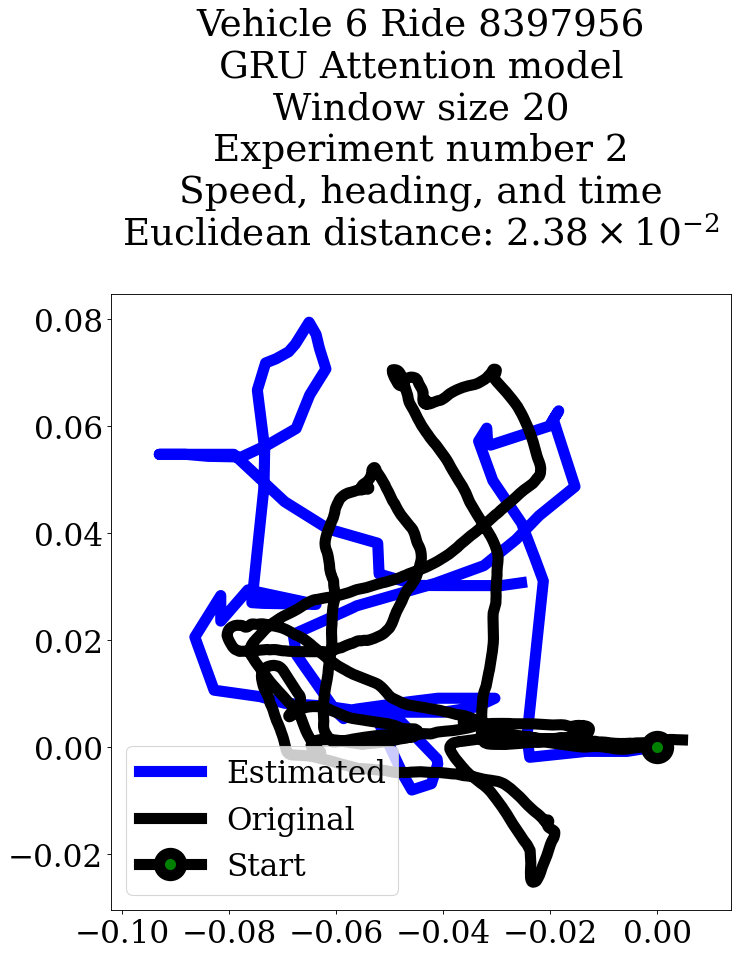 Vehicle 6 Ride 8397956
GRU Attention model
Window size 20
Experiment number 2
Speed, heading, and time
Euclidean distance: 2.38 × 10⁻²
0.08
0.06
0.04
0.02
0.00
−0.02
Estimated
Original
Start
−0.10 −0.08 −0.06 −0.04 −0.02 0.00